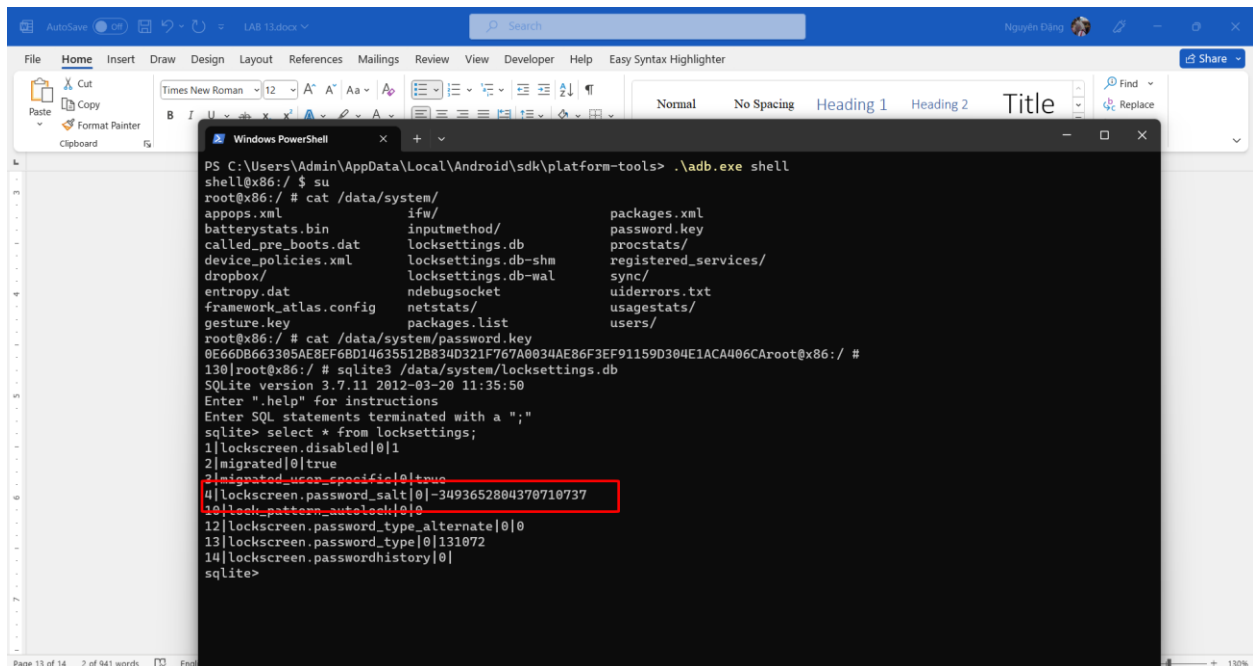 AutoSave Off LAB 13.docx Search Nguyên Đăng
File Home Insert Draw Design Layout References Mailings Review View Developer Help Easy Syntax Highlighter Share
Cut
Copy
Paste
Format Painter
Clipboard
Times New Roman 12
Normal No Spacing Heading 1 Heading 2 Title
Find
Replace
Windows PowerShell
PS C:\Users\Admin\AppData\Local\Android\sdk\platform-tools> .\adb.exe shell
shell@x86:/ $ su
root@x86:/ # cat /data/system/
appops.xml ifw/ packages.xml
batterystats.bin inputmethod/ password.key
called_pre_boots.dat locksettings.db procstats/
device_policies.xml locksettings.db-shm registered_services/
dropbox/ locksettings.db-wal sync/
entropy.dat ndebugsocket uiderrors.txt
framework_atlas.config netstats/ usagestats/
gesture.key packages.list users/
root@x86:/ # cat /data/system/password.key
0E66DB663305AE8EF6BD14635512B834D321F767A0034AE86F3EF91159D304E1ACA406CAroot@x86:/ #
130|root@x86:/ # sqlite3 /data/system/locksettings.db
SQLite version 3.7.11 2012-03-20 11:35:50
Enter ".help" for instructions
Enter SQL statements terminated with a ";"
sqlite> select * from locksettings;
1|lockscreen.disabled|0|1
2|migrated|0|true
3|migrated_user_specific|0|true
4|lockscreen.password_salt|0|-3493652804370710737
10|lock_pattern_autolock|0|0
12|lockscreen.password_type_alternate|0|0
13|lockscreen.password_type|0|131072
14|lockscreen.passwordhistory|0|
sqlite>
Page 13 of 14 2 of 941 words 130%